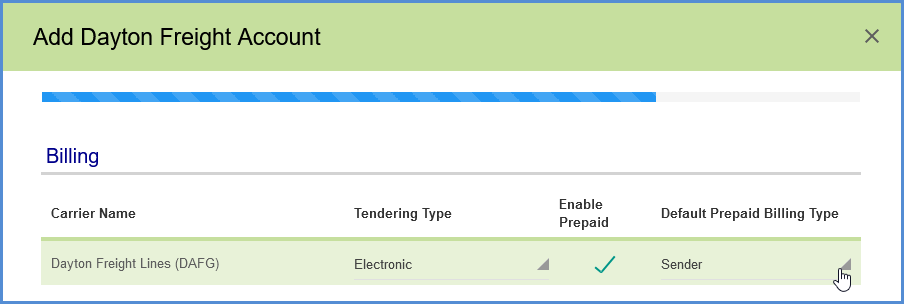 Add Dayton Freight Account
Billing
Carrier Name Tendering Type Enable Prepaid Default Prepaid Billing Type
Dayton Freight Lines (DAFG) Electronic Sender